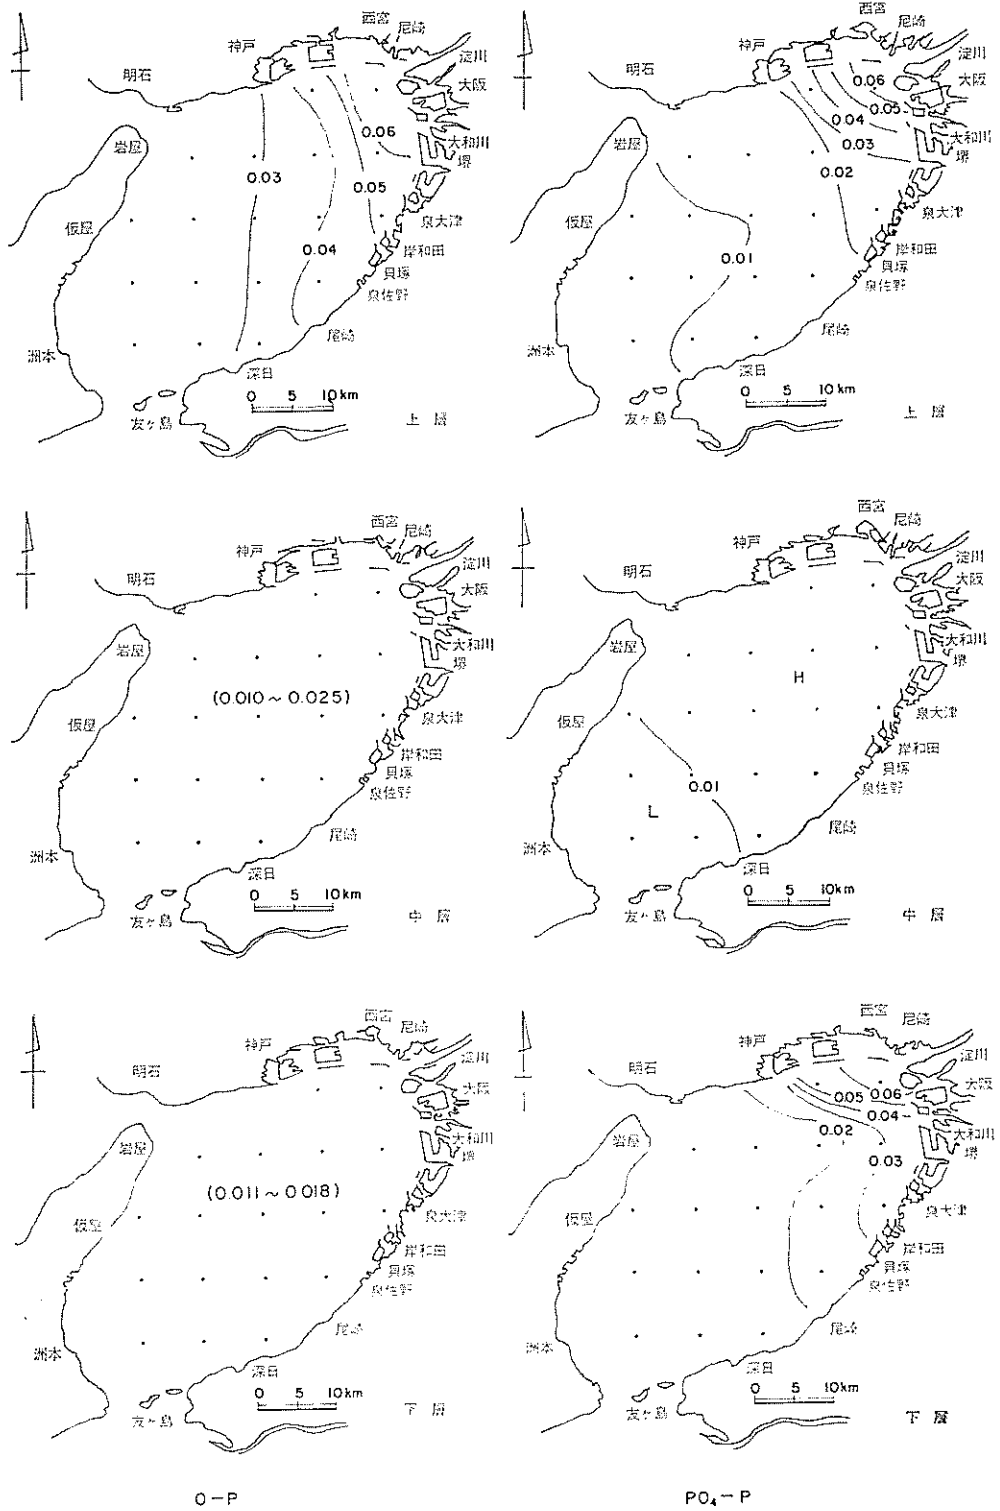 西宮
尼崎
神戸
淀川
明石
大阪
0.06
大和川
岩屋
堺
0.03
0.05
仮屋
泉大津
0.04
岸和田
貝塚
泉佐野
尾崎
洲本
深日
0 5 10km
友ヶ島
上層
西宮
尼崎
神戸
淀川
明石
0.06
大阪
0.05
0.04
大和川
岩屋
0.03
堺
0.02
泉大津
仮屋
岸和田
0.01
貝塚
泉佐野
尾崎
洲本
深日
0 5 10km
友ヶ島
上層
西宮
尼崎
神戸
淀川
明石
大阪
岩屋
大和川
堺
(0.010～0.025)
仮屋
泉大津
岸和田
貝塚
泉佐野
尾崎
洲本
深日
0 5 10km
友ヶ島
中層
西宮
尼崎
神戸
淀川
明石
大阪
大和川
岩屋
堺
H
仮屋
泉大津
岸和田
貝塚
0.01
泉佐野
L
尾崎
洲本
深日
0 5 10km
友ヶ島
中層
西宮
尼崎
神戸
淀川
明石
大阪
大和川
岩屋
堺
(0.011～0.018)
仮屋
泉大津
岸和田
貝塚
泉佐野
尾崎
洲本
深日
0 5 10km
友ヶ島
下層
西宮
尼崎
神戸
淀川
明石
大阪
0.05
0.06
0.04
0.02
大和川
岩屋
堺
0.03
仮屋
泉大津
岸和田
貝塚
泉佐野
尾崎
洲本
深日
0 5 10km
友ヶ島
下層
O-P
PO₄-P